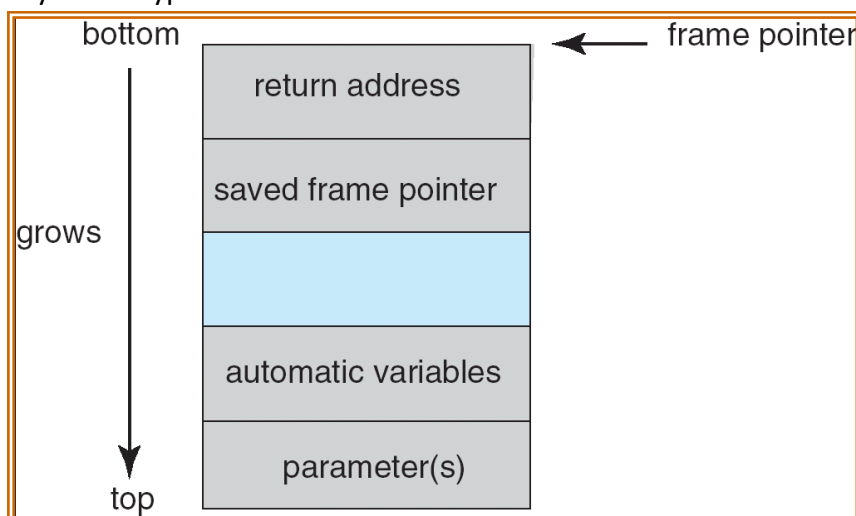 bottom
frame pointer
return address
saved frame pointer
grows
automatic variables
parameter(s)
top